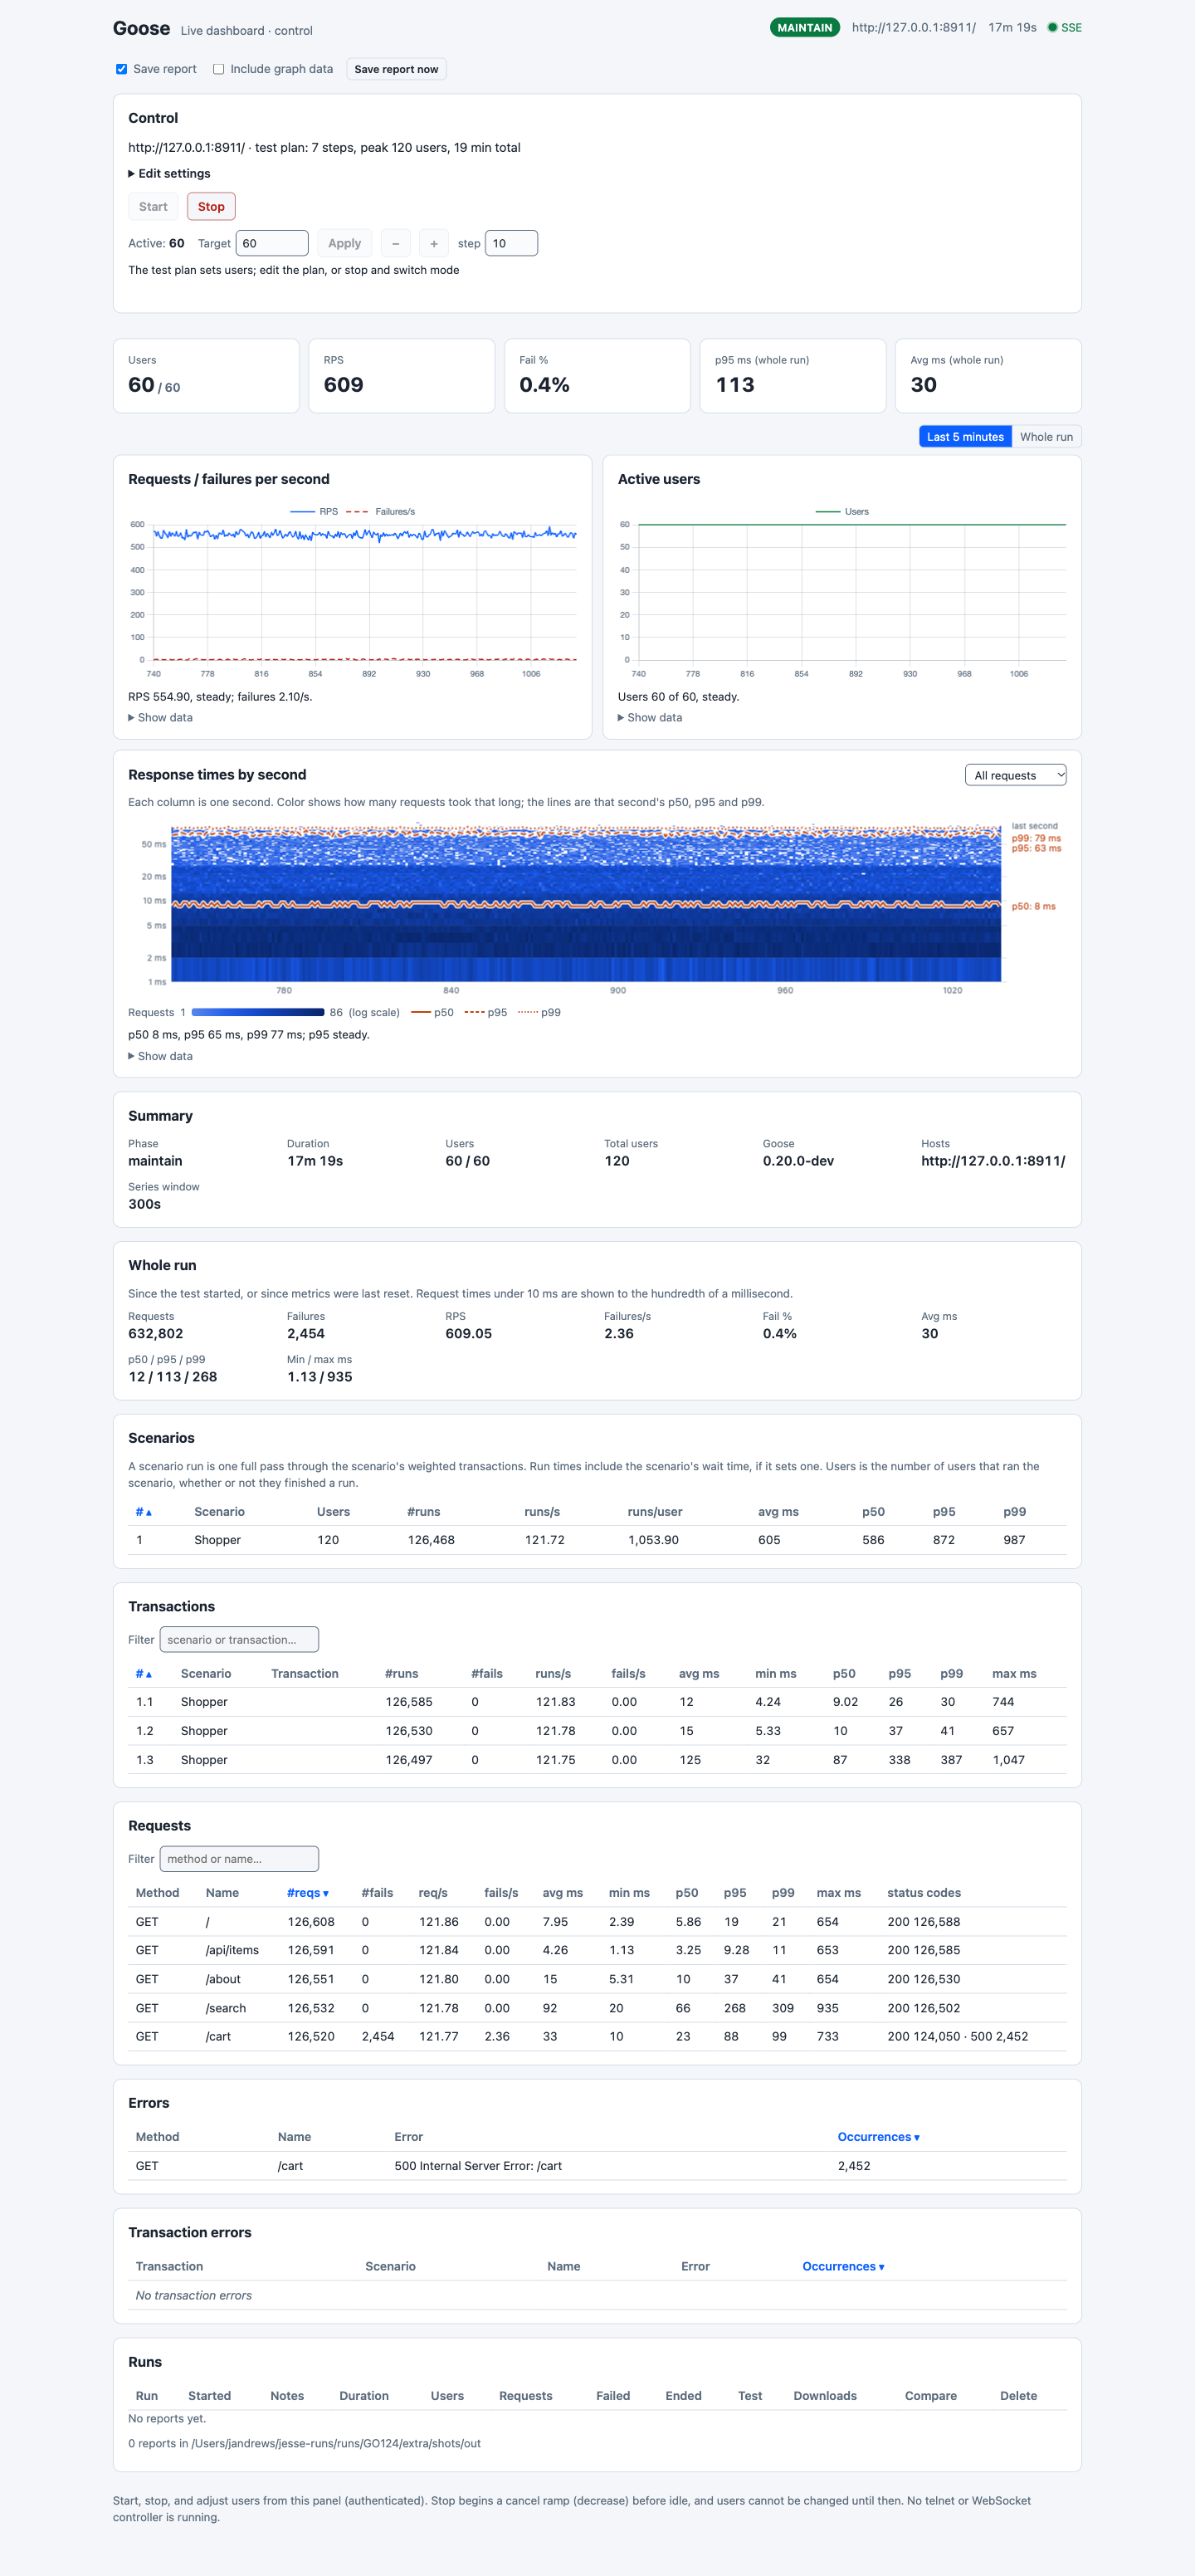 Goose Live dashboard · control MAINTAIN http://127.0.0.1:8911/ 17m 19s SSE
Save report Include graph data Save report now
Control
http://127.0.0.1:8911/ · test plan: 7 steps, peak 120 users, 19 min total
Edit settings
Start Stop
Active: 60 Target 60 Apply − + step 10
The test plan sets users; edit the plan, or stop and switch mode
Users RPS Fail % p95 ms (whole run) Avg ms (whole run)
60 / 60 609 0.4% 113 30
Last 5 minutes Whole run
Requests / failures per second
RPS Failures/s
600
500
400
300
200
100
0
740 778 816 854 892 930 968 1006
RPS 554.90, steady; failures 2.10/s.
Show data
Active users
Users
60
50
40
30
20
10
0
740 778 816 854 892 930 968 1006
Users 60 of 60, steady.
Show data
Response times by second All requests
Each column is one second. Color shows how many requests took that long; the lines are that second's p50, p95 and p99.
last second
p99: 79 ms
50 ms p95: 63 ms
20 ms
10 ms p50: 8 ms
5 ms
2 ms
1 ms
780 840 900 960 1020
Requests 1 86 (log scale) p50 p95 p99
p50 8 ms, p95 65 ms, p99 77 ms; p95 steady.
Show data
Summary
Phase Duration Users Total users Goose Hosts
maintain 17m 19s 60 / 60 120 0.20.0-dev http://127.0.0.1:8911/
Series window
300s
Whole run
Since the test started, or since metrics were last reset. Request times under 10 ms are shown to the hundredth of a millisecond.
Requests Failures RPS Failures/s Fail % Avg ms
632,802 2,454 609.05 2.36 0.4% 30
p50 / p95 / p99 Min / max ms
12 / 113 / 268 1.13 / 935
Scenarios
A scenario run is one full pass through the scenario's weighted transactions. Run times include the scenario's wait time, if it sets one. Users is the number of users that ran the
scenario, whether or not they finished a run.
# ▴ Scenario Users #runs runs/s runs/user avg ms p50 p95 p99
1 Shopper 120 126,468 121.72 1,053.90 605 586 872 987
Transactions
Filter scenario or transaction...
# ▴ Scenario Transaction #runs #fails runs/s fails/s avg ms min ms p50 p95 p99 max ms
1.1 Shopper 126,585 0 121.83 0.00 12 4.24 9.02 26 30 744
1.2 Shopper 126,530 0 121.78 0.00 15 5.33 10 37 41 657
1.3 Shopper 126,497 0 121.75 0.00 125 32 87 338 387 1,047
Requests
Filter method or name...
Method Name #reqs ▾ #fails req/s fails/s avg ms min ms p50 p95 p99 max ms status codes
GET / 126,608 0 121.86 0.00 7.95 2.39 5.86 19 21 654 200 126,588
GET /api/items 126,591 0 121.84 0.00 4.26 1.13 3.25 9.28 11 653 200 126,585
GET /about 126,551 0 121.80 0.00 15 5.31 10 37 41 654 200 126,530
GET /search 126,532 0 121.78 0.00 92 20 66 268 309 935 200 126,502
GET /cart 126,520 2,454 121.77 2.36 33 10 23 88 99 733 200 124,050 · 500 2,452
Errors
Method Name Error Occurrences ▾
GET /cart 500 Internal Server Error: /cart 2,452
Transaction errors
Transaction Scenario Name Error Occurrences ▾
No transaction errors
Runs
Run Started Notes Duration Users Requests Failed Ended Test Downloads Compare Delete
No reports yet.
0 reports in /Users/jandrews/jesse-runs/runs/GO124/extra/shots/out
Start, stop, and adjust users from this panel (authenticated). Stop begins a cancel ramp (decrease) before idle, and users cannot be changed until then. No telnet or WebSocket
controller is running.